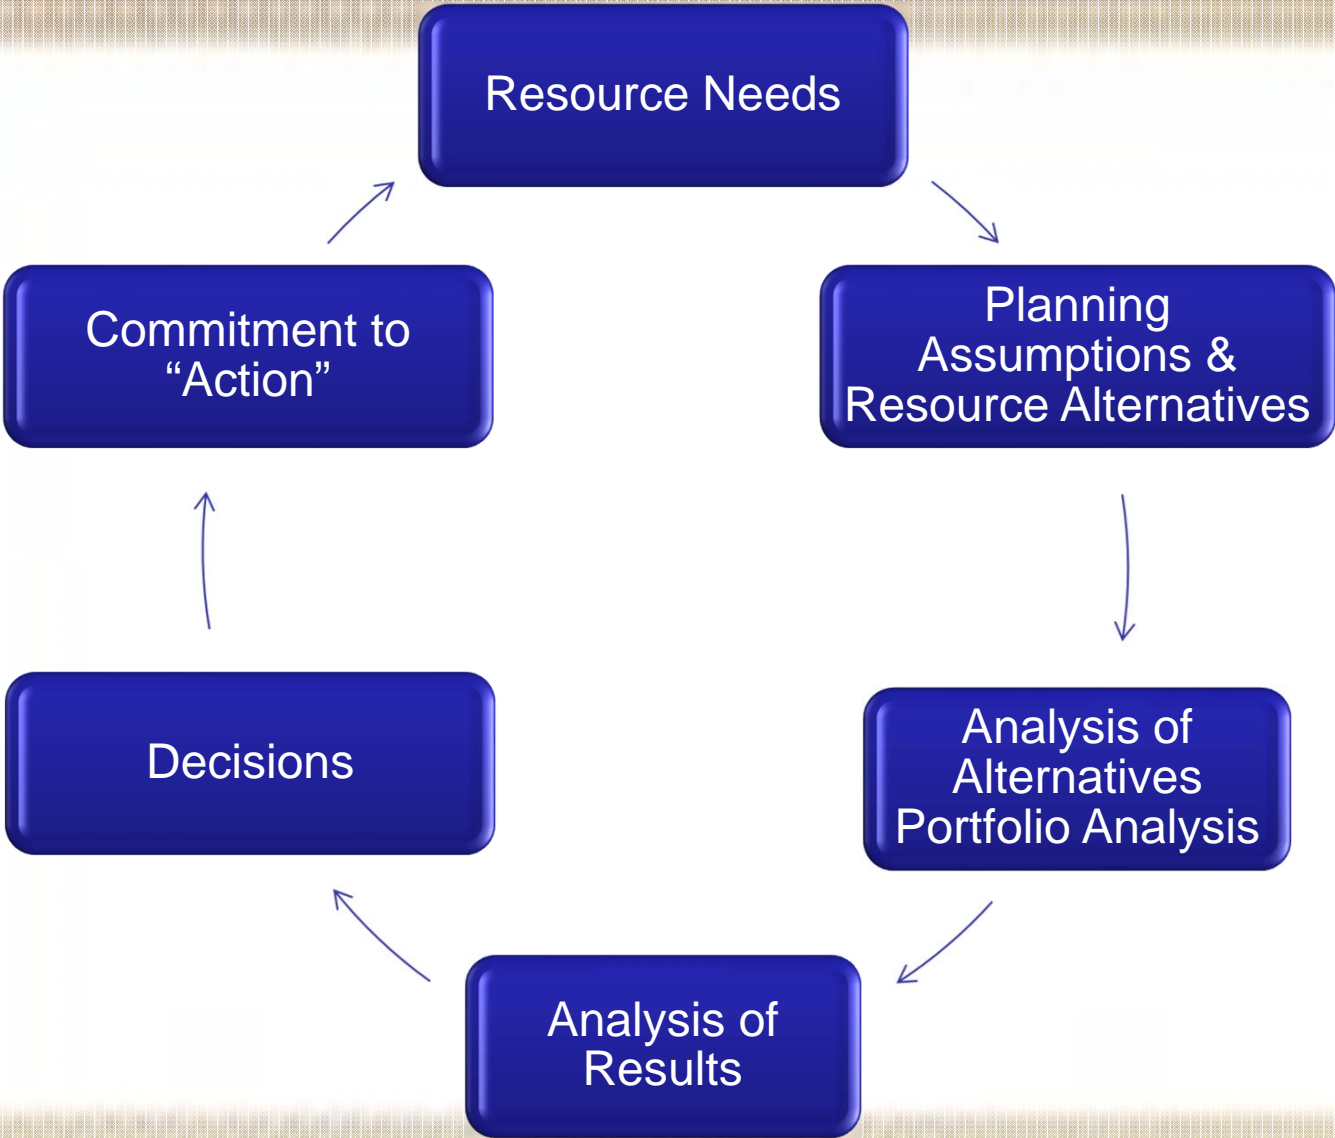 Resource Needs
Planning
Assumptions &
Resource Alternatives
Analysis of
Alternatives
Portfolio Analysis
Analysis of
Results
Decisions
Commitment to
“Action”